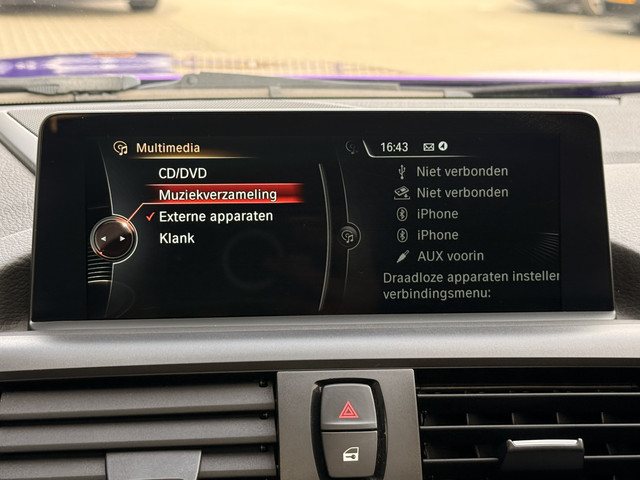 Multimedia
CD/DVD
Muziekverzameling
Externe apparaten
Klank
16:43
Niet verbonden
Niet verbonden
iPhone
iPhone
AUX voorin
Draadloze apparaten insteller
verbindingsmenu: